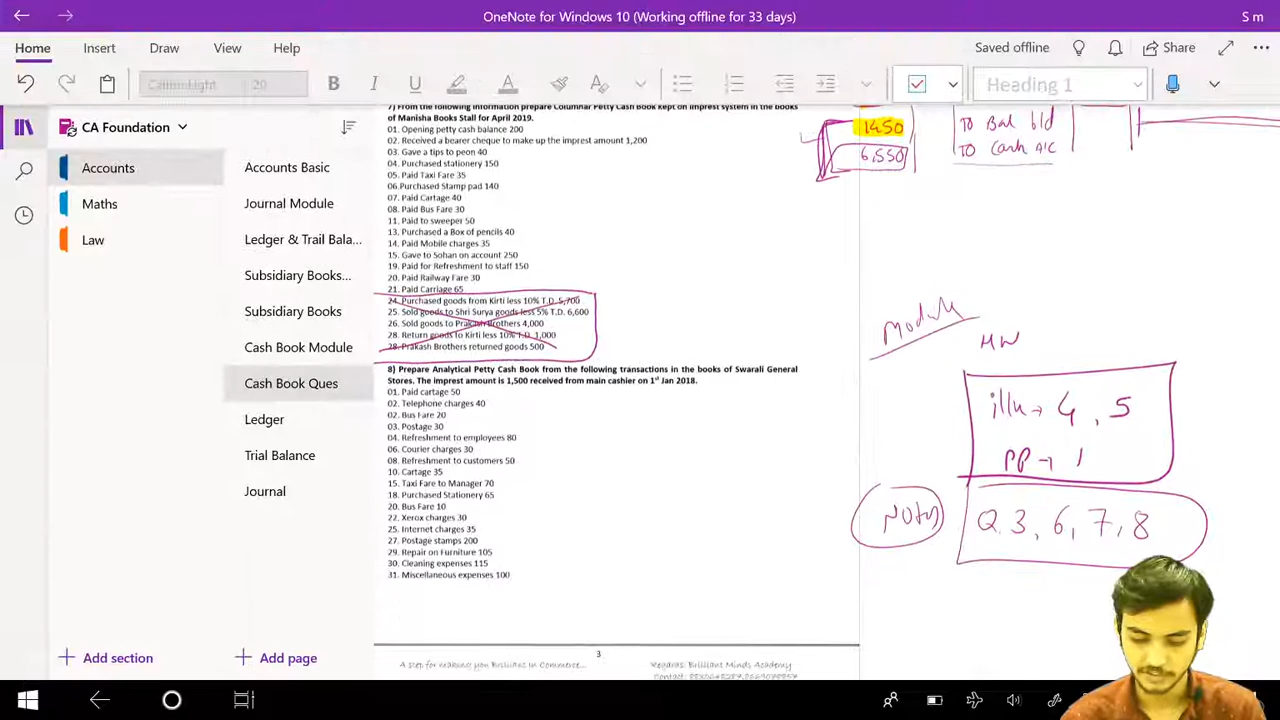 OneNote for Windows 10 (Working offline for 33 days)
S m
Home Insert Draw View Help
Saved offline
Share
20
Heading 1
CA Foundation
Accounts
Maths
Law
Add section
Accounts Basic
Journal Module
Ledger & Trail Bala...
Subsidiary Books...
Subsidiary Books
Cash Book Module
Cash Book Ques
Ledger
Trial Balance
Journal
Add page
7) From the following information prepare Columnar Petty Cash Book kept on imprest system in the books
of Manisha Books Stall for April 2019.
01. Opening petty cash balance 200
02. Received a bearer cheque to make up the imprest amount 1,200
03. Gave a tips to peon 40
04. Purchased stationery 150
05. Paid Taxi Fare 35
06.Purchased Stamp pad 140
07. Paid Cartage 40
08. Paid Bus Fare 30
11. Paid to sweeper 50
13. Purchased a Box of pencils 40
14. Paid Mobile charges 35
15. Gave to Sohan on account 250
19. Paid for Refreshment to staff 150
20. Paid Railway Fare 30
21. Paid Carriage 65
24. Purchased goods from Kirti less 10% T.D. 5,700
25. Sold goods to Shri Surya goods less 5% T.D. 6,600
26. Sold goods to Prakash Brothers 4,000
28. Return goods to Kirti less 10% T.D. 1,000
28. Prakash Brothers returned goods 500
8) Prepare Analytical Petty Cash Book from the following transactions in the books of Swarali General
Stores. The imprest amount is 1,500 received from main cashier on 1st Jan 2018.
01. Paid cartage 50
02. Telephone charges 40
02. Bus Fare 20
03. Postage 30
04. Refreshment to employees 80
06. Courier charges 30
08. Refreshment to customers 50
10. Cartage 35
15. Taxi Fare to Manager 70
18. Purchased Stationery 65
20. Bus Fare 10
22. Xerox charges 30
25. Internet charges 35
27. Postage stamps 200
29. Repair on Furniture 105
30. Cleaning expenses 115
31. Miscellaneous expenses 100
3
A step for making you Brilliant In Commerce...
Regards: Brilliant Minds Academy
1450
6,550
To Bal b/d
To Cash A/c
Module
HW
illu → 4, 5
PP → 1
Notes
Q. 3, 6, 7, 8